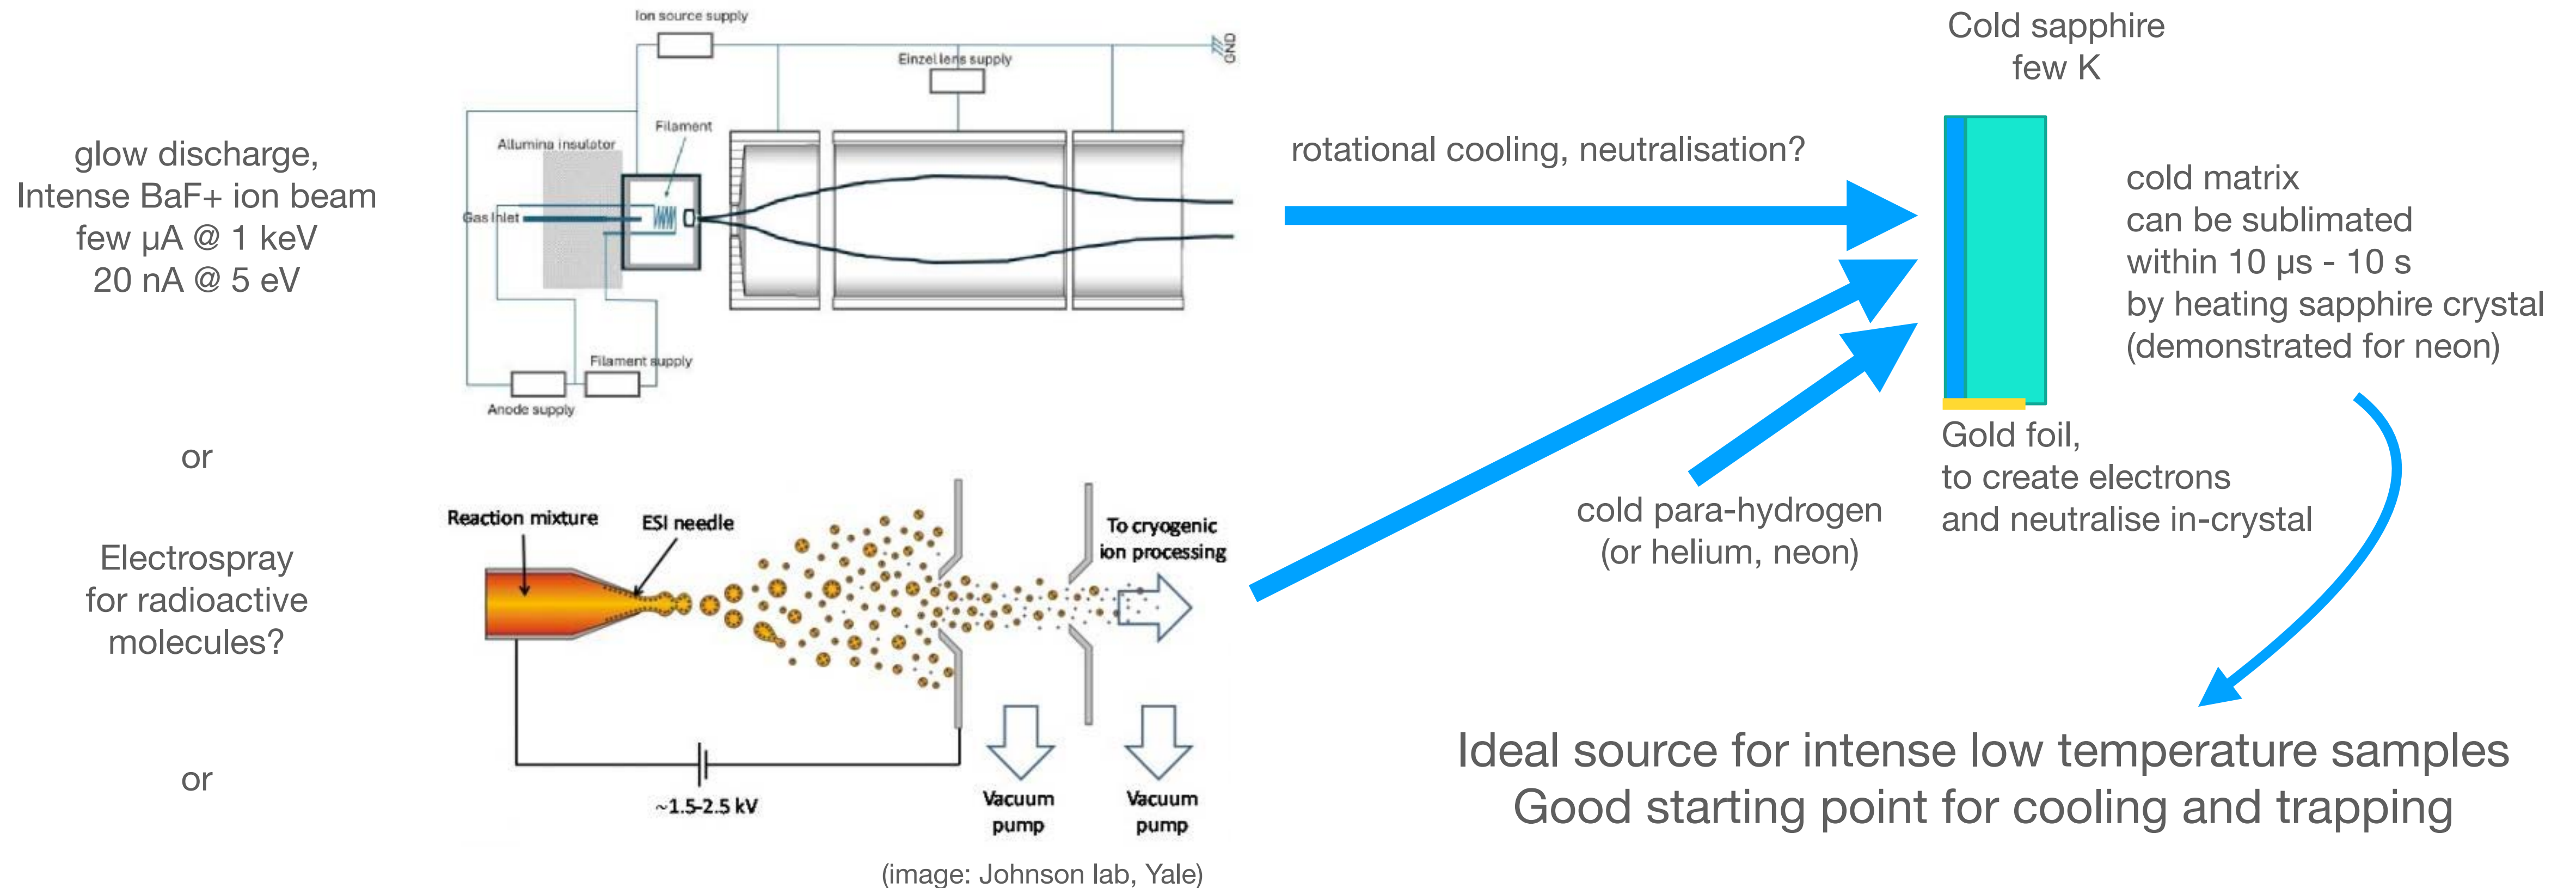 glow discharge,
Intense BaF+ ion beam
few µA @ 1 keV
20 nA @ 5 eV
or
Electrospray
for radioactive
molecules?
or
Ion source supply
GND
Einzel lens supply
Filament
Allumina insulator
Gas Inlet
Filament supply
Anode supply
Reaction mixture
ESI needle
To cryogenic
ion processing
~1.5-2.5 kV
Vacuum
pump
Vacuum
pump
(image: Johnson lab, Yale)
rotational cooling, neutralisation?
cold para-hydrogen
(or helium, neon)
Cold sapphire
few K
cold matrix
can be sublimated
within 10 µs - 10 s
by heating sapphire crystal
(demonstrated for neon)
Gold foil,
to create electrons
and neutralise in-crystal
Ideal source for intense low temperature samples
Good starting point for cooling and trapping